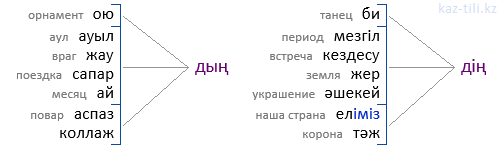 kaz-tili.kz
орнамент ою
аул ауыл
враг жау
поездка сапар
месяц ай
повар аспаз
коллаж
дың
танец би
период мезгіл
встреча кездесу
земля жер
украшение әшекей
наша страна еліміз
корона тәж
дің